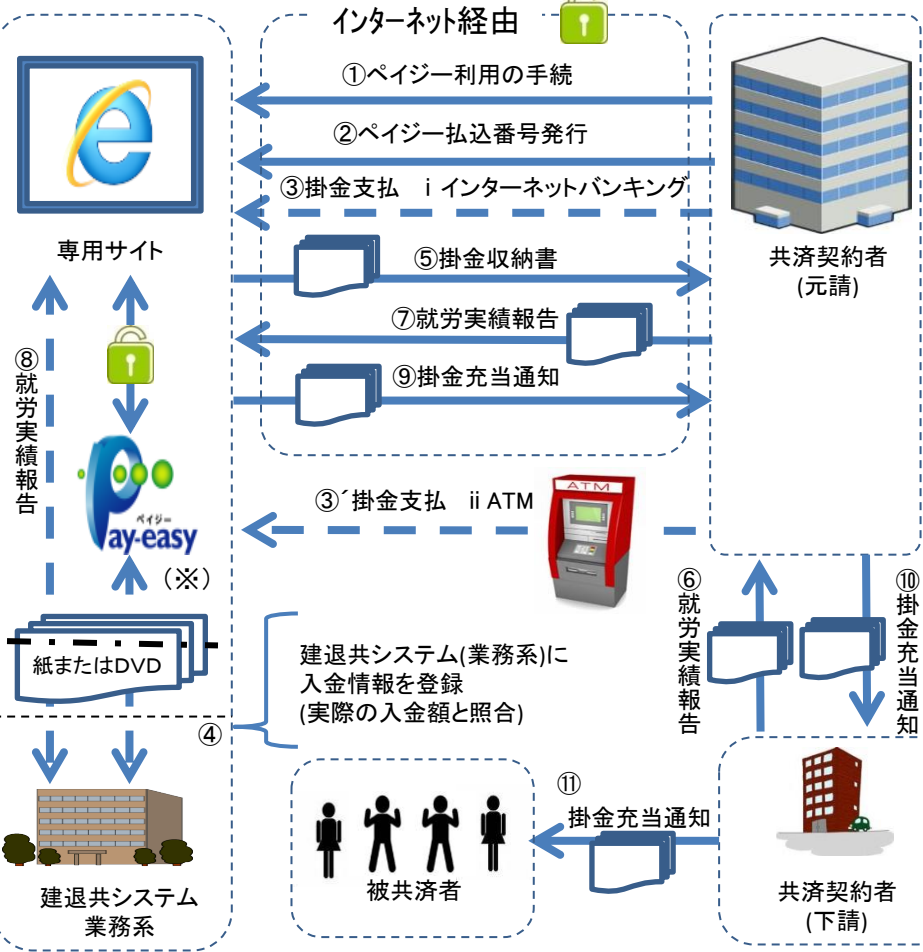 インターネット経由
①ペイジー利用の手続
②ペイジー払込番号発行
③掛金支払　ⅰ インターネットバンキング
専用サイト
⑤掛金収納書
共済契約者
(元請)
⑦就労実績報告
⑧就労実績報告
⑨掛金充当通知
ペイジー
Pay-easy
(※)
③´掛金支払　ⅱ ATM
ATM
⑥就労実績報告
⑩掛金充当通知
紙またはDVD
建退共システム(業務系)に
入金情報を登録
(実際の入金額と照合)
④
⑪
掛金充当通知
被共済者
建退共システム
業務系
共済契約者
(下請)